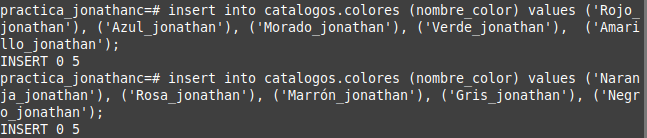 practica_jonathanc=# insert into catalogos.colores (nombre_color) values ('Rojo_
jonathan'), ('Azul_jonathan'), ('Morado_jonathan'), ('Verde_jonathan'),  ('Amari
llo_jonathan');
INSERT 0 5
practica_jonathanc=# insert into catalogos.colores (nombre_color) values ('Naran
ja_jonathan'), ('Rosa_jonathan'), ('Marrón_jonathan'), ('Gris_jonathan'), ('Negr
o_jonathan');
INSERT 0 5